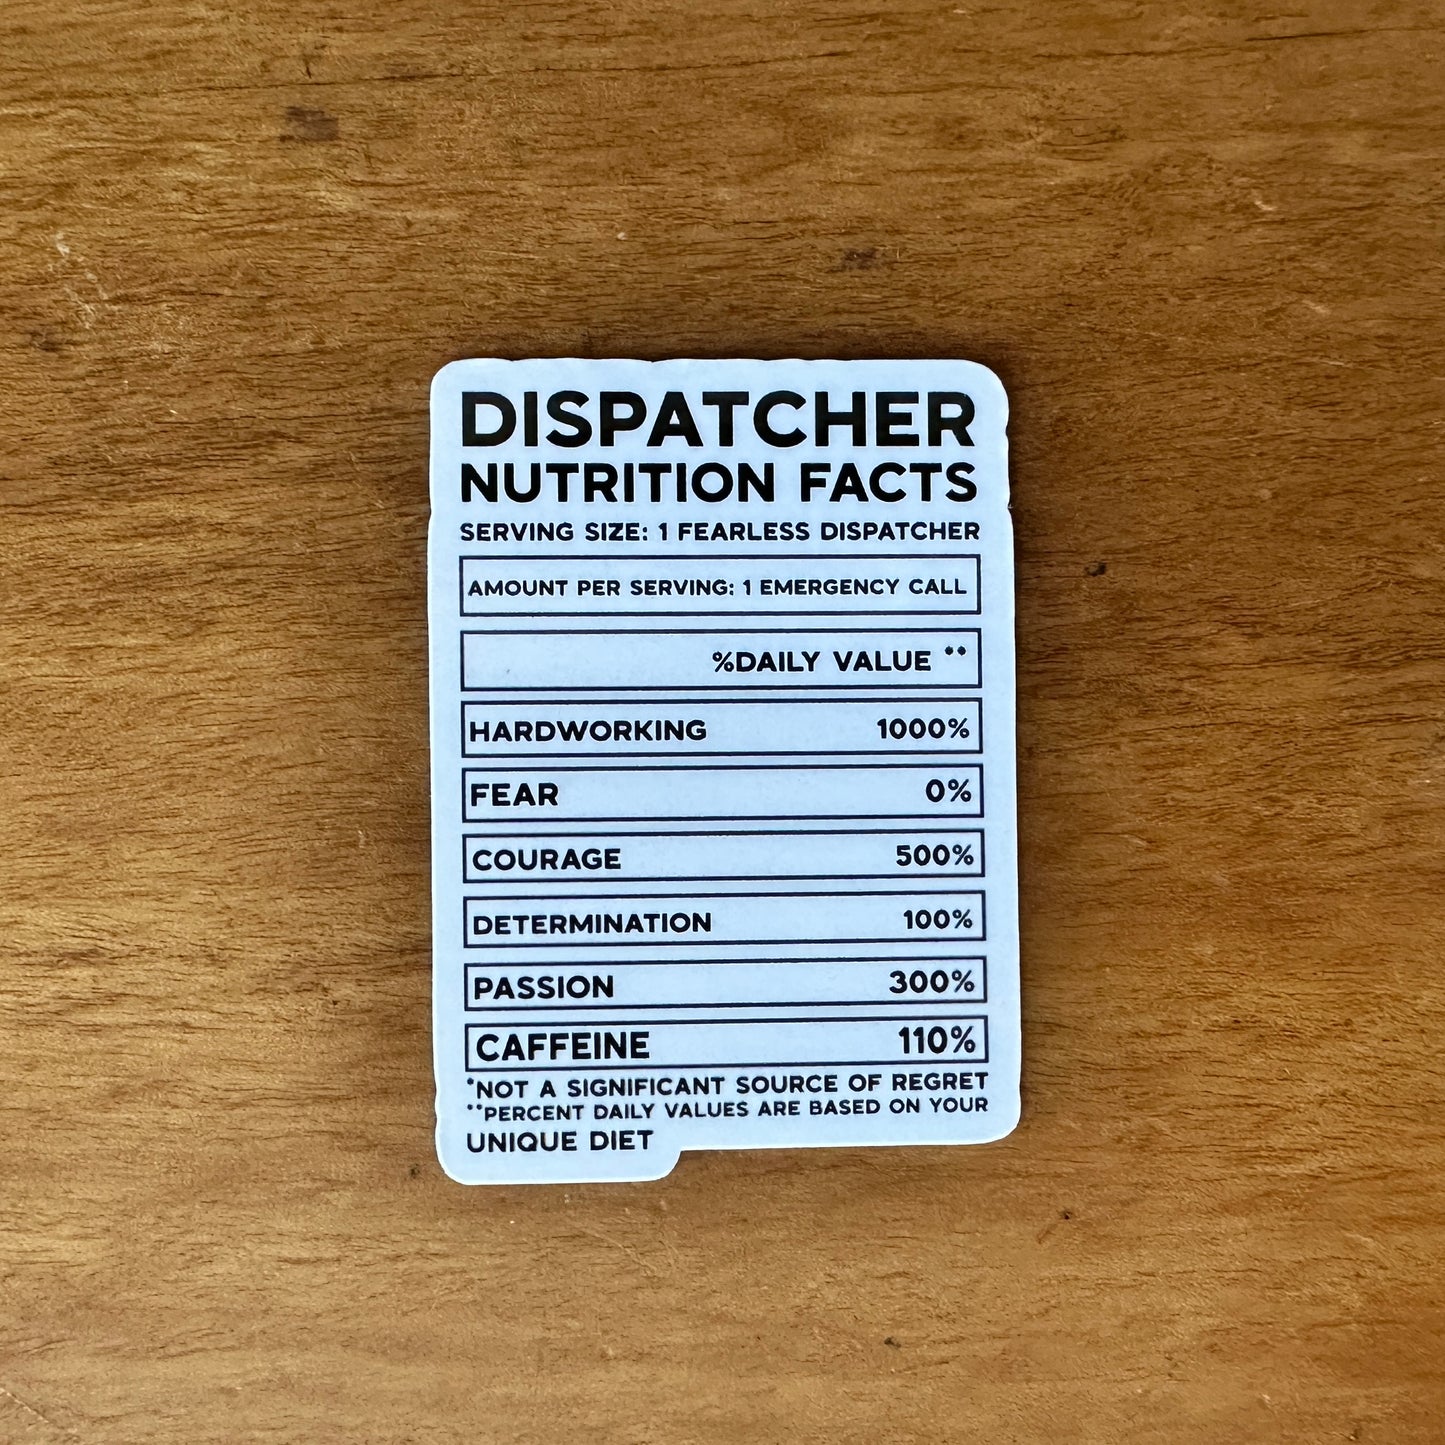 DISPATCHER
NUTRITION FACTS
SERVING SIZE: 1 FEARLESS DISPATCHER
AMOUNT PER SERVING: 1 EMERGENCY CALL
%DAILY VALUE **
HARDWORKING 1000%
FEAR 0%
COURAGE 500%
DETERMINATION 100%
PASSION 300%
CAFFEINE 110%
*NOT A SIGNIFICANT SOURCE OF REGRET
**PERCENT DAILY VALUES ARE BASED ON YOUR
UNIQUE DIET